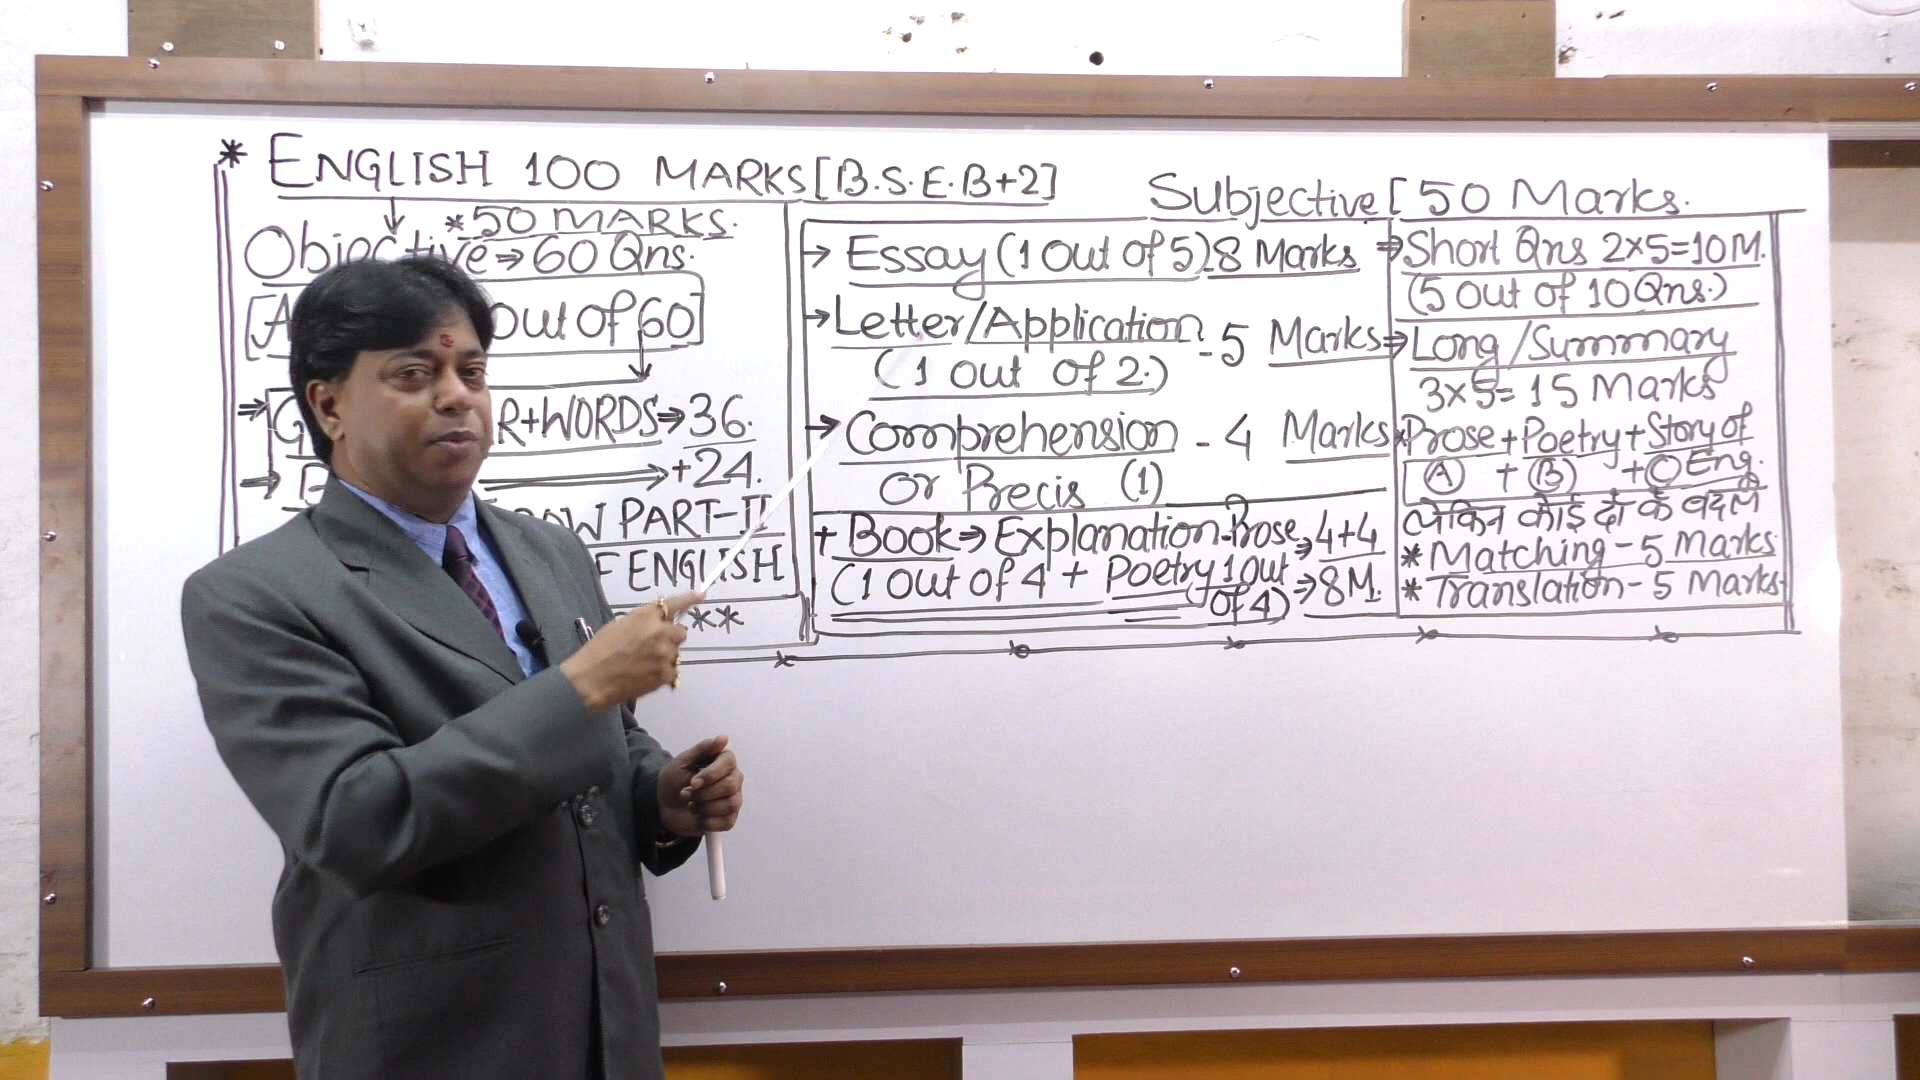 * ENGLISH 100 MARKS [B.S.E.B+2]
* 50 MARKS.
Objective ⇒ 60 Qns.
out of 60]
R+WORDS ⇒ 36.
+24.
PART-II
F ENGLISH
**
Subjective [50 Marks.
→ Essay (1 out of 5) - 8 Marks
→ Letter/Application - 5 Marks
(1 out of 2.)
→ Comprehension - 4 Marks
or Precis (1)
+ Book ⇒ Explanation-Prose ⇒ 4+4
(1 out of 4 + Poetry 1 out ⇒ 8M.
(of 4)
⇒ Short Qns 2×5=10M.
(5 out of 10 Qns.)
⇒ Long/Summary
3×5=15 Marks
* Prose + Poetry + Story of
(A) + (B) + (C) Eng.
लेकिन कोई दो के बदले
* Matching - 5 Marks
* Translation - 5 Marks